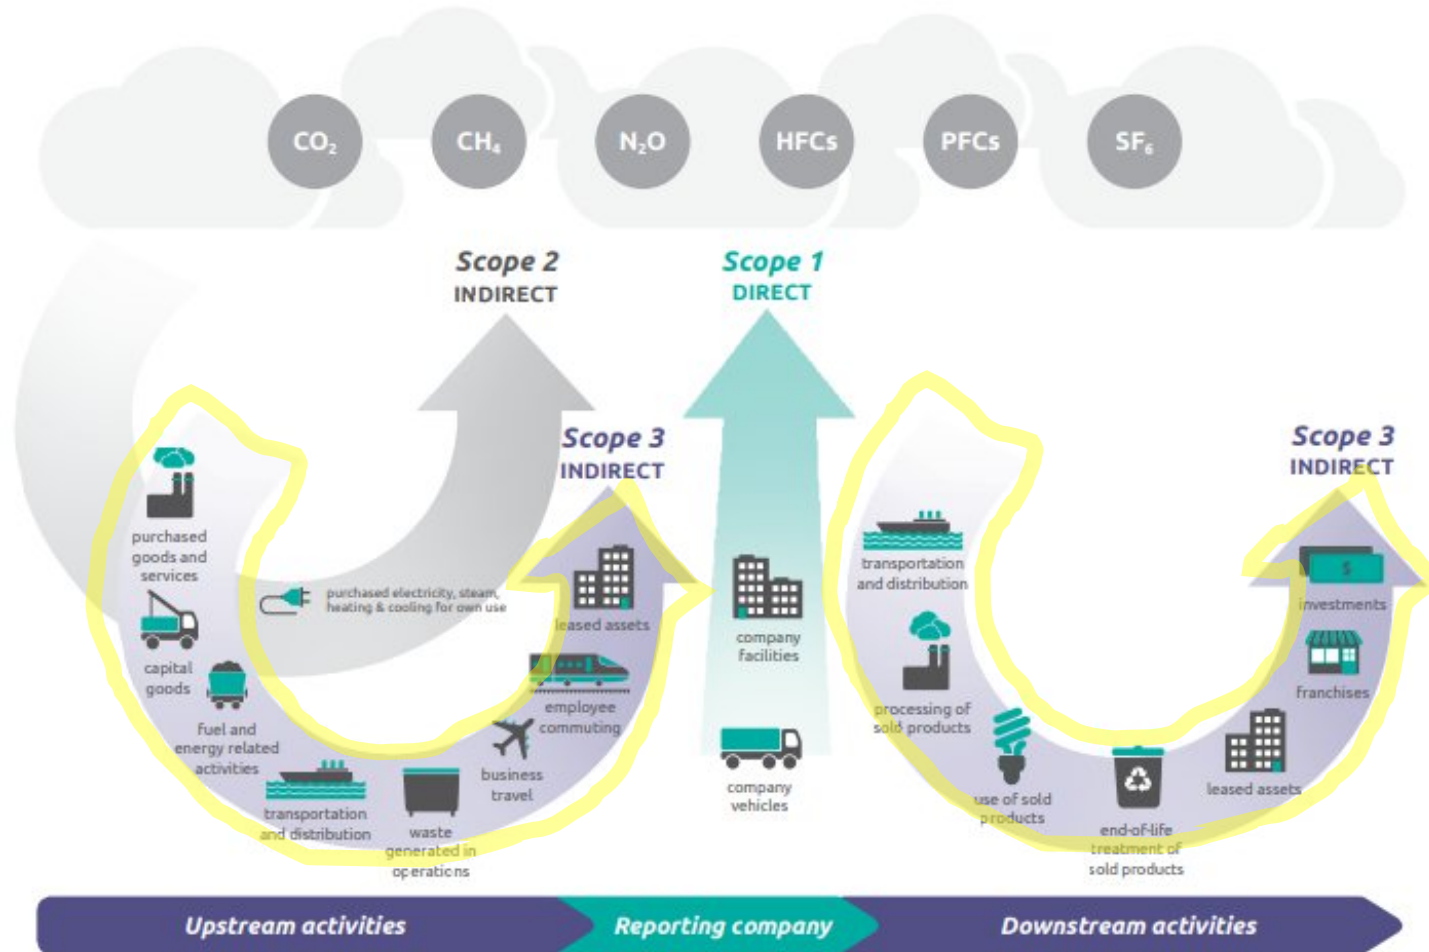 CO₂
CH₄
N₂O
HFCs
PFCs
SF₆
Scope 2
INDIRECT
Scope 1
DIRECT
Scope 3
INDIRECT
Scope 3
INDIRECT
purchased
goods and
services
capital
goods
fuel and
energy related
activities
transportation
and distribution
waste
generated in
operations
business
travel
employee
commuting
leased assets
purchased electricity, steam,
heating & cooling for own use
company
facilities
company
vehicles
transportation
and distribution
processing of
sold products
use of sold
products
end-of-life
treatment of
sold products
leased assets
franchises
$
investments
Upstream activities
Reporting company
Downstream activities